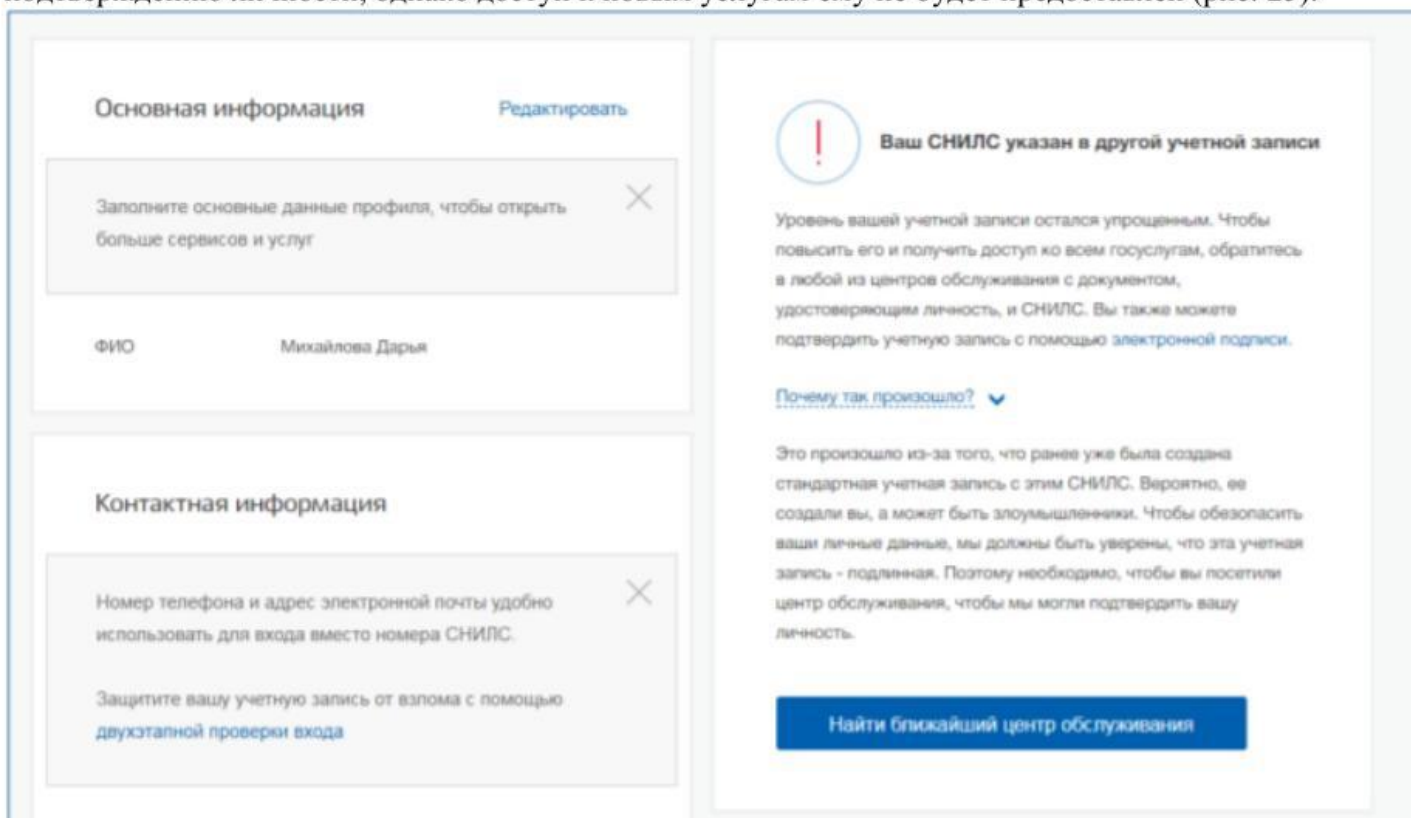 Основная информация
Редактировать
Заполните основные данные профиля, чтобы открыть
больше сервисов и услуг
ФИО Михайлова Дарья
Контактная информация
Номер телефона и адрес электронной почты удобно
использовать для входа вместо номера СНИЛС.
Защитите вашу учетную запись от взлома с помощью
двухэтапной проверки входа
Ваш СНИЛС указан в другой учетной записи
Уровень вашей учетной записи остался упрощенным. Чтобы
повысить его и получить доступ ко всем госуслугам, обратитесь
в любой из центров обслуживания с документом,
удостоверяющим личность, и СНИЛС. Вы также можете
подтвердить учетную запись с помощью электронной подписи.
Почему так произошло?
Это произошло из-за того, что ранее уже была создана
стандартная учетная запись с этим СНИЛС. Вероятно, ее
создали вы, а может быть злоумышленники. Чтобы обезопасить
ваши личные данные, мы должны быть уверены, что эта учетная
запись - подлинная. Поэтому необходимо, чтобы вы посетили
центр обслуживания, чтобы мы могли подтвердить вашу
личность.
Найти ближайший центр обслуживания